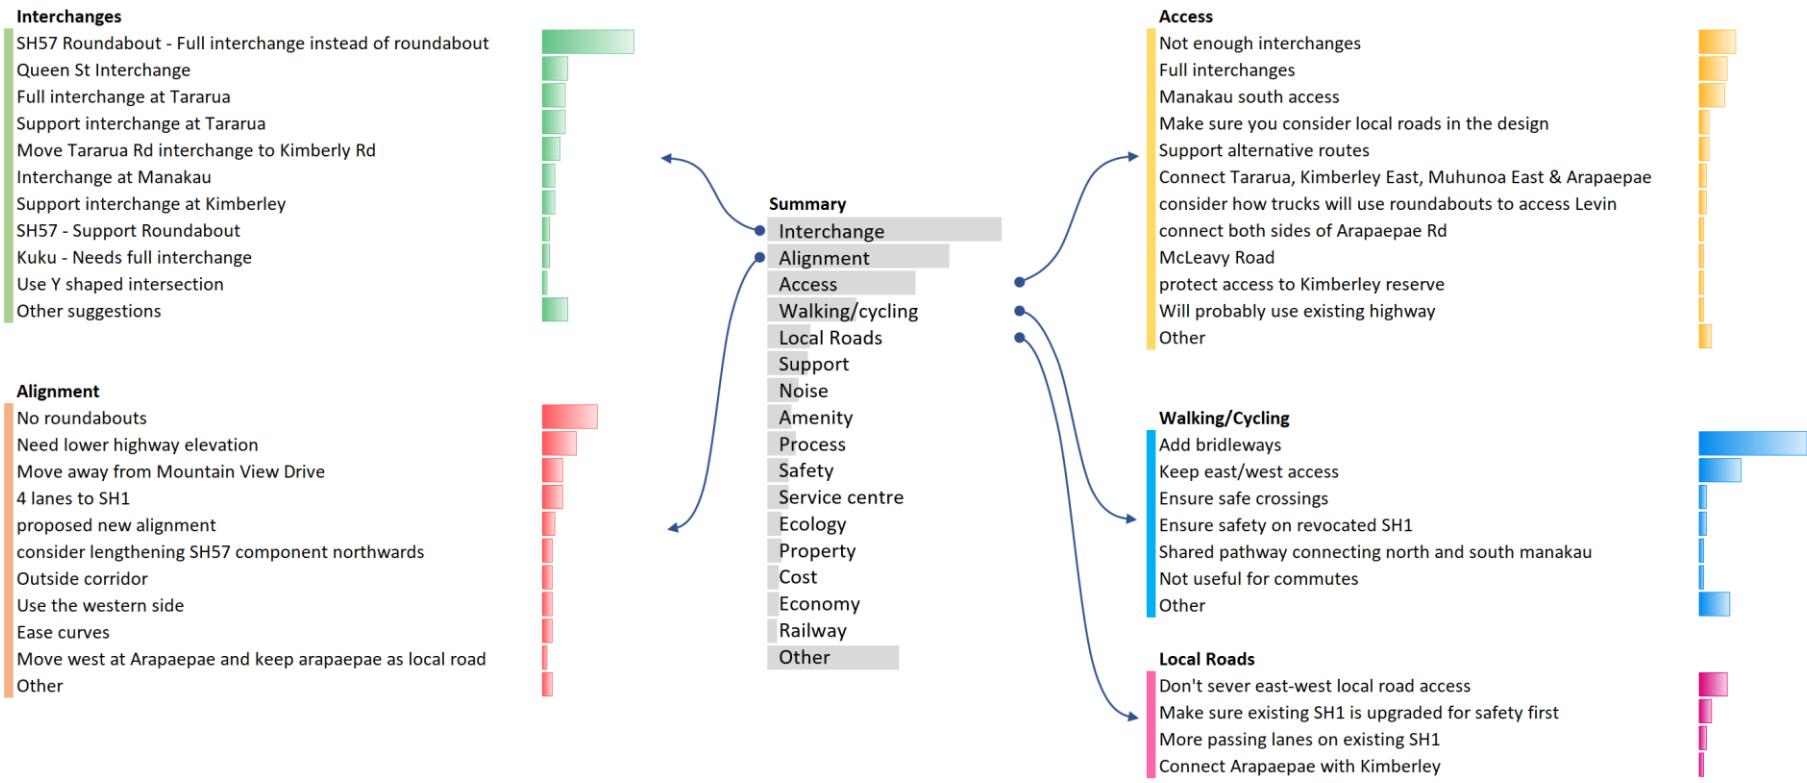 Interchanges
SH57 Roundabout - Full interchange instead of roundabout
Queen St Interchange
Full interchange at Tararua
Support interchange at Tararua
Move Tararua Rd interchange to Kimberly Rd
Interchange at Manakau
Support interchange at Kimberley
SH57 - Support Roundabout
Kuku - Needs full interchange
Use Y shaped intersection
Other suggestions
Alignment
No roundabouts
Need lower highway elevation
Move away from Mountain View Drive
4 lanes to SH1
proposed new alignment
consider lengthening SH57 component northwards
Outside corridor
Use the western side
Ease curves
Move west at Arapaepae and keep arapaepae as local road
Other
Summary
Interchange
Alignment
Access
Walking/cycling
Local Roads
Support
Noise
Amenity
Process
Safety
Service centre
Ecology
Property
Cost
Economy
Railway
Other
Access
Not enough interchanges
Full interchanges
Manakau south access
Make sure you consider local roads in the design
Support alternative routes
Connect Tararua, Kimberley East, Muhunoa East & Arapaepae
consider how trucks will use roundabouts to access Levin
connect both sides of Arapaepae Rd
McLeavy Road
protect access to Kimberley reserve
Will probably use existing highway
Other
Walking/Cycling
Add bridleways
Keep east/west access
Ensure safe crossings
Ensure safety on revocated SH1
Shared pathway connecting north and south manakau
Not useful for commutes
Other
Local Roads
Don't sever east-west local road access
Make sure existing SH1 is upgraded for safety first
More passing lanes on existing SH1
Connect Arapaepae with Kimberley